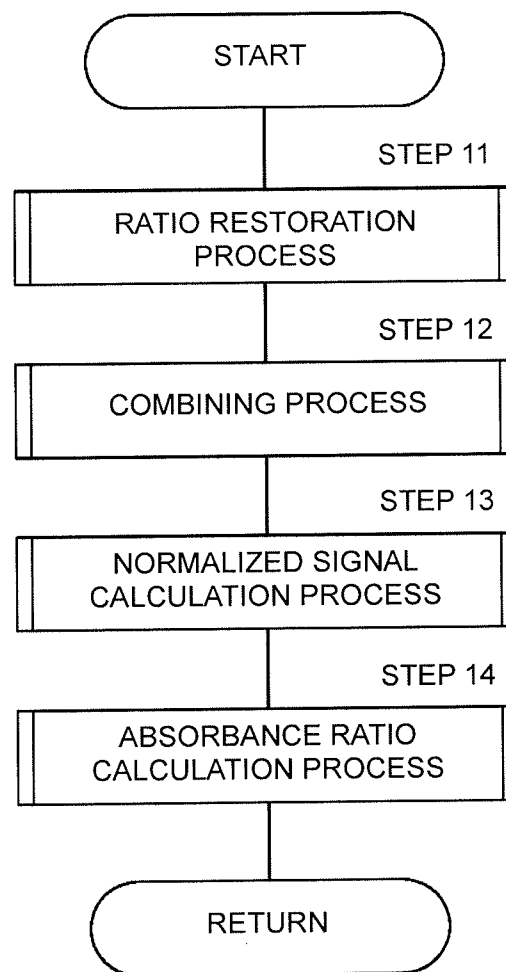 START
STEP 11
RATIO RESTORATION
PROCESS
STEP 12
COMBINING PROCESS
STEP 13
NORMALIZED SIGNAL
CALCULATION PROCESS
STEP 14
ABSORBANCE RATIO
CALCULATION PROCESS
RETURN